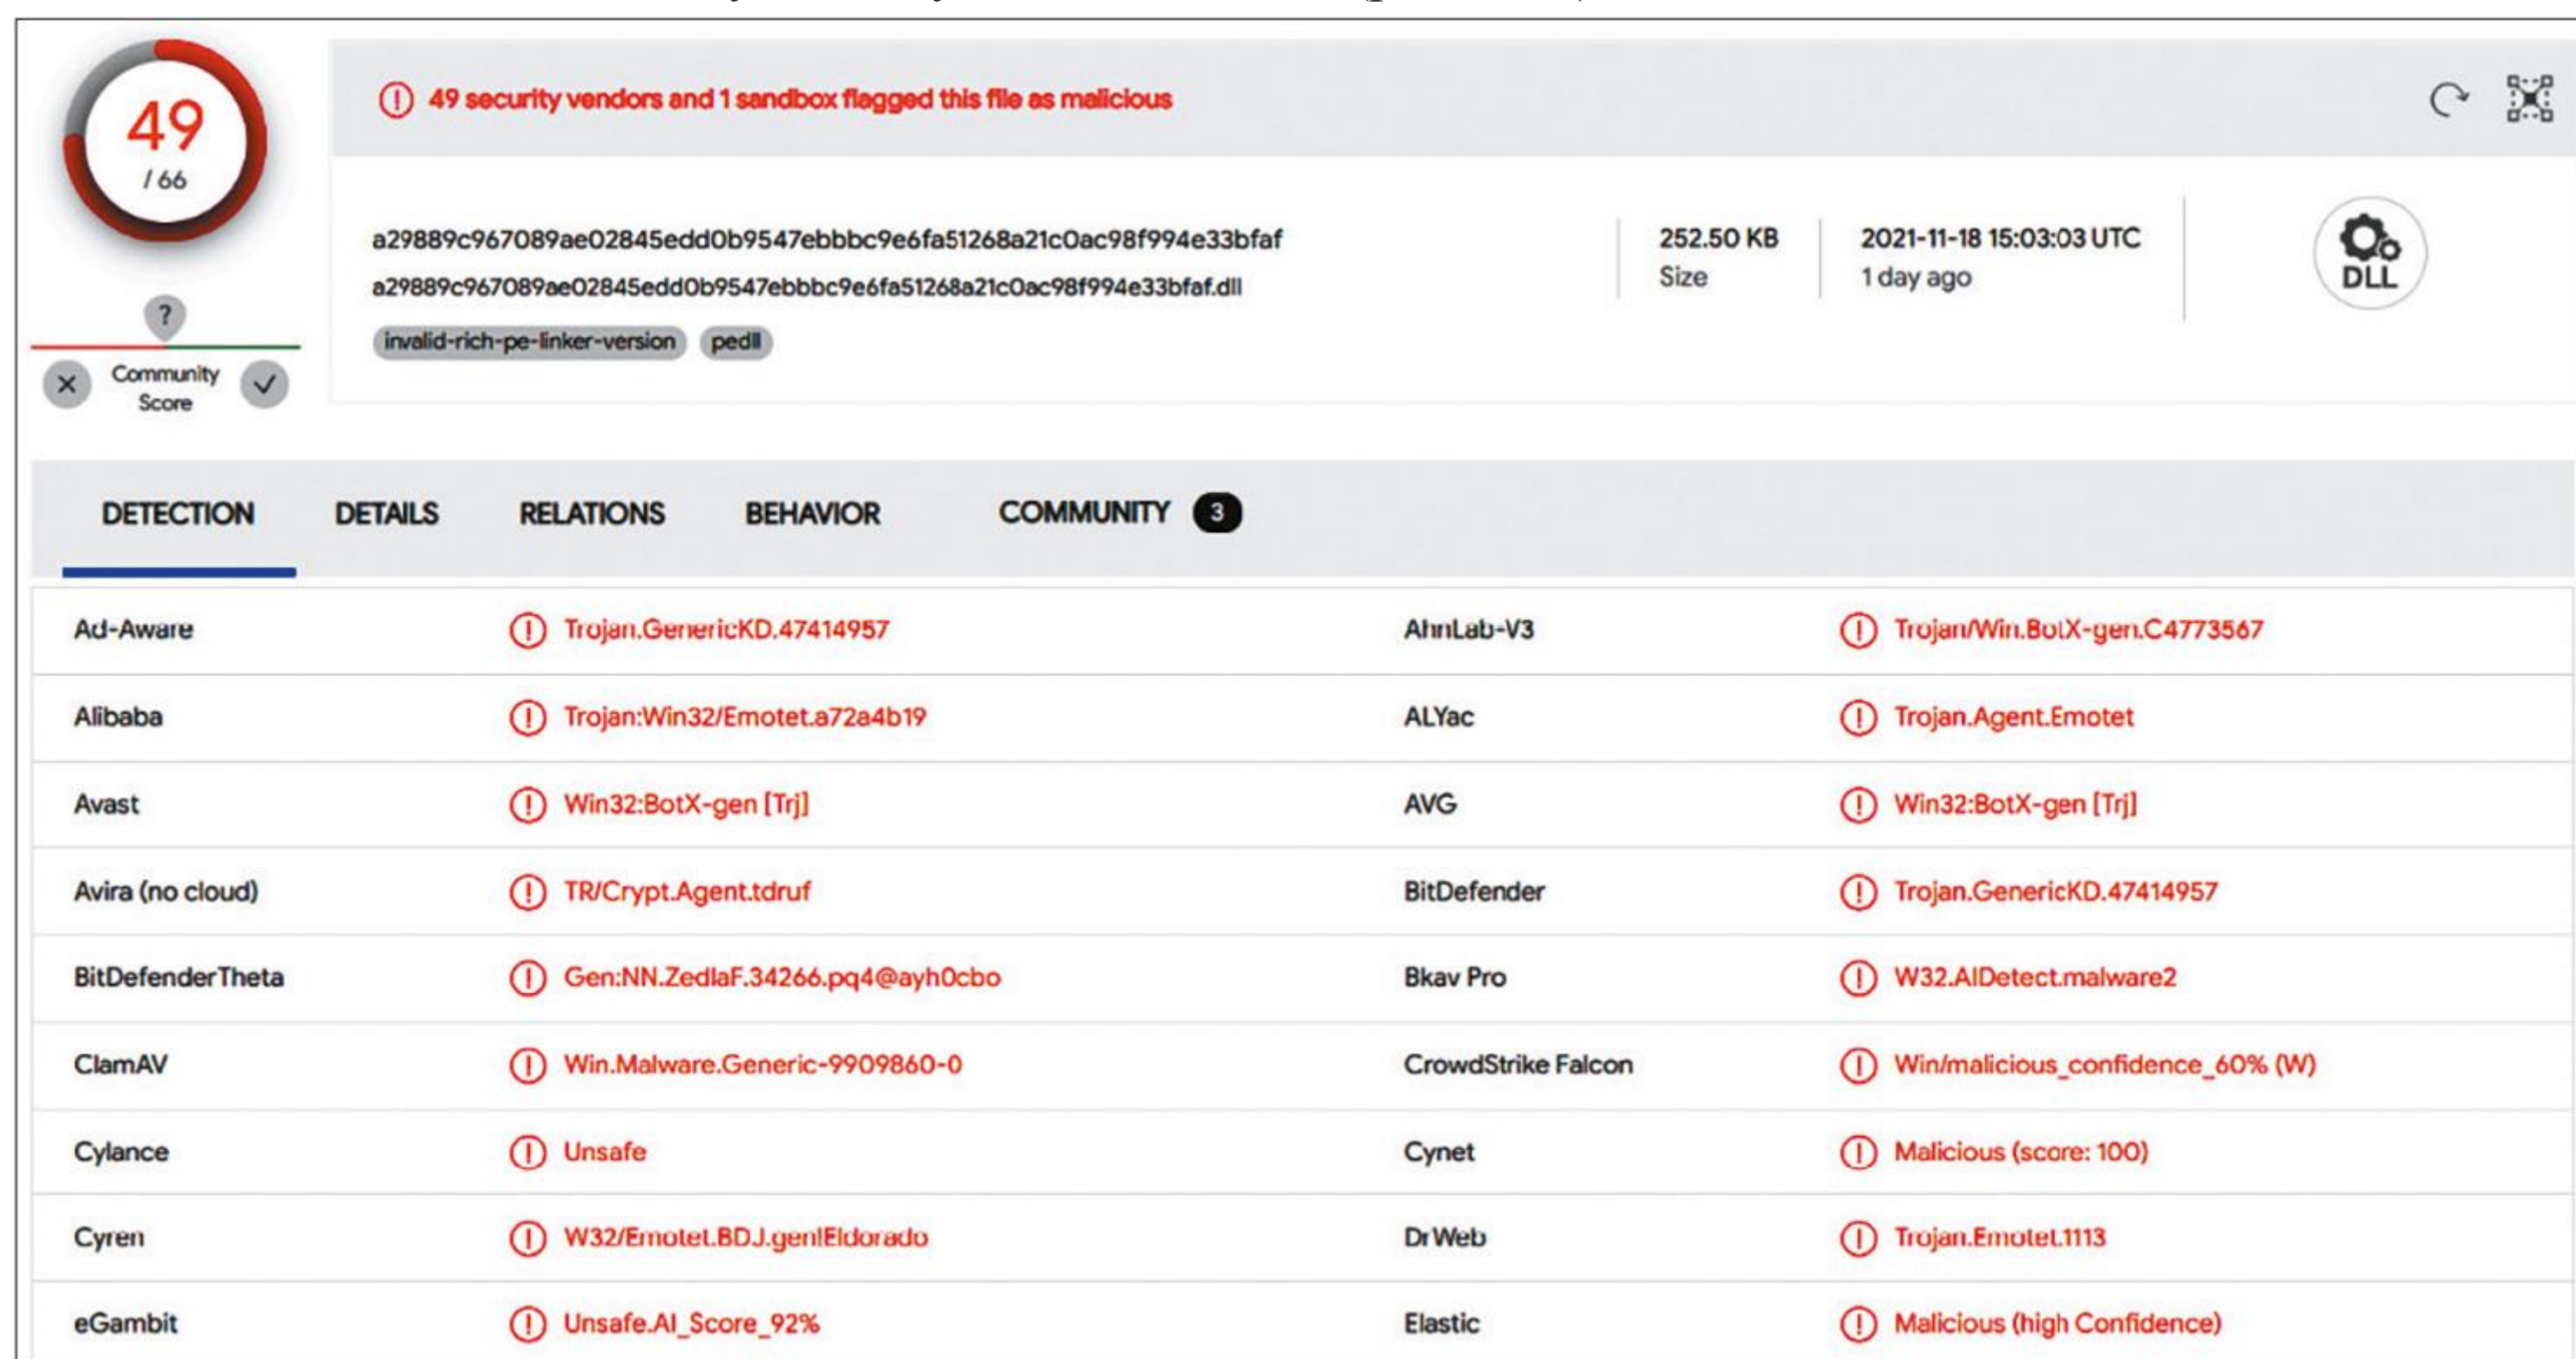 49 security vendors and 1 sandbox flagged this file as malicious
49
/ 66
a29889c967089ae02845edd0b9547ebbbc9e6fa51268a21c0ac98f994e33bfaf
a29889c967089ae02845edd0b9547ebbbc9e6fa51268a21c0ac98f994e33bfaf.dll
invalid-rich-pe-linker-version pedll
252.50 KB
Size
2021-11-18 15:03:03 UTC
1 day ago
DLL
?
Community
Score
DETECTION DETAILS RELATIONS BEHAVIOR COMMUNITY 3
Ad-Aware Trojan.GenericKD.47414957 AhnLab-V3 Trojan/Win.BotX-gen.C4773567
Alibaba Trojan:Win32/Emotet.a72a4b19 ALYac Trojan.Agent.Emotet
Avast Win32:BotX-gen [Trj] AVG Win32:BotX-gen [Trj]
Avira (no cloud) TR/Crypt.Agent.tdruf BitDefender Trojan.GenericKD.47414957
BitDefenderTheta Gen:NN.ZedlaF.34266.pq4@ayh0cbo Bkav Pro W32.AIDetect.malware2
ClamAV Win.Malware.Generic-9909860-0 CrowdStrike Falcon Win/malicious_confidence_60% (W)
Cylance Unsafe Cynet Malicious (score: 100)
Cyren W32/Emotet.BDJ.gen!Eldorado DrWeb Trojan.Emotet.1113
eGambit Unsafe.AI_Score_92% Elastic Malicious (high Confidence)